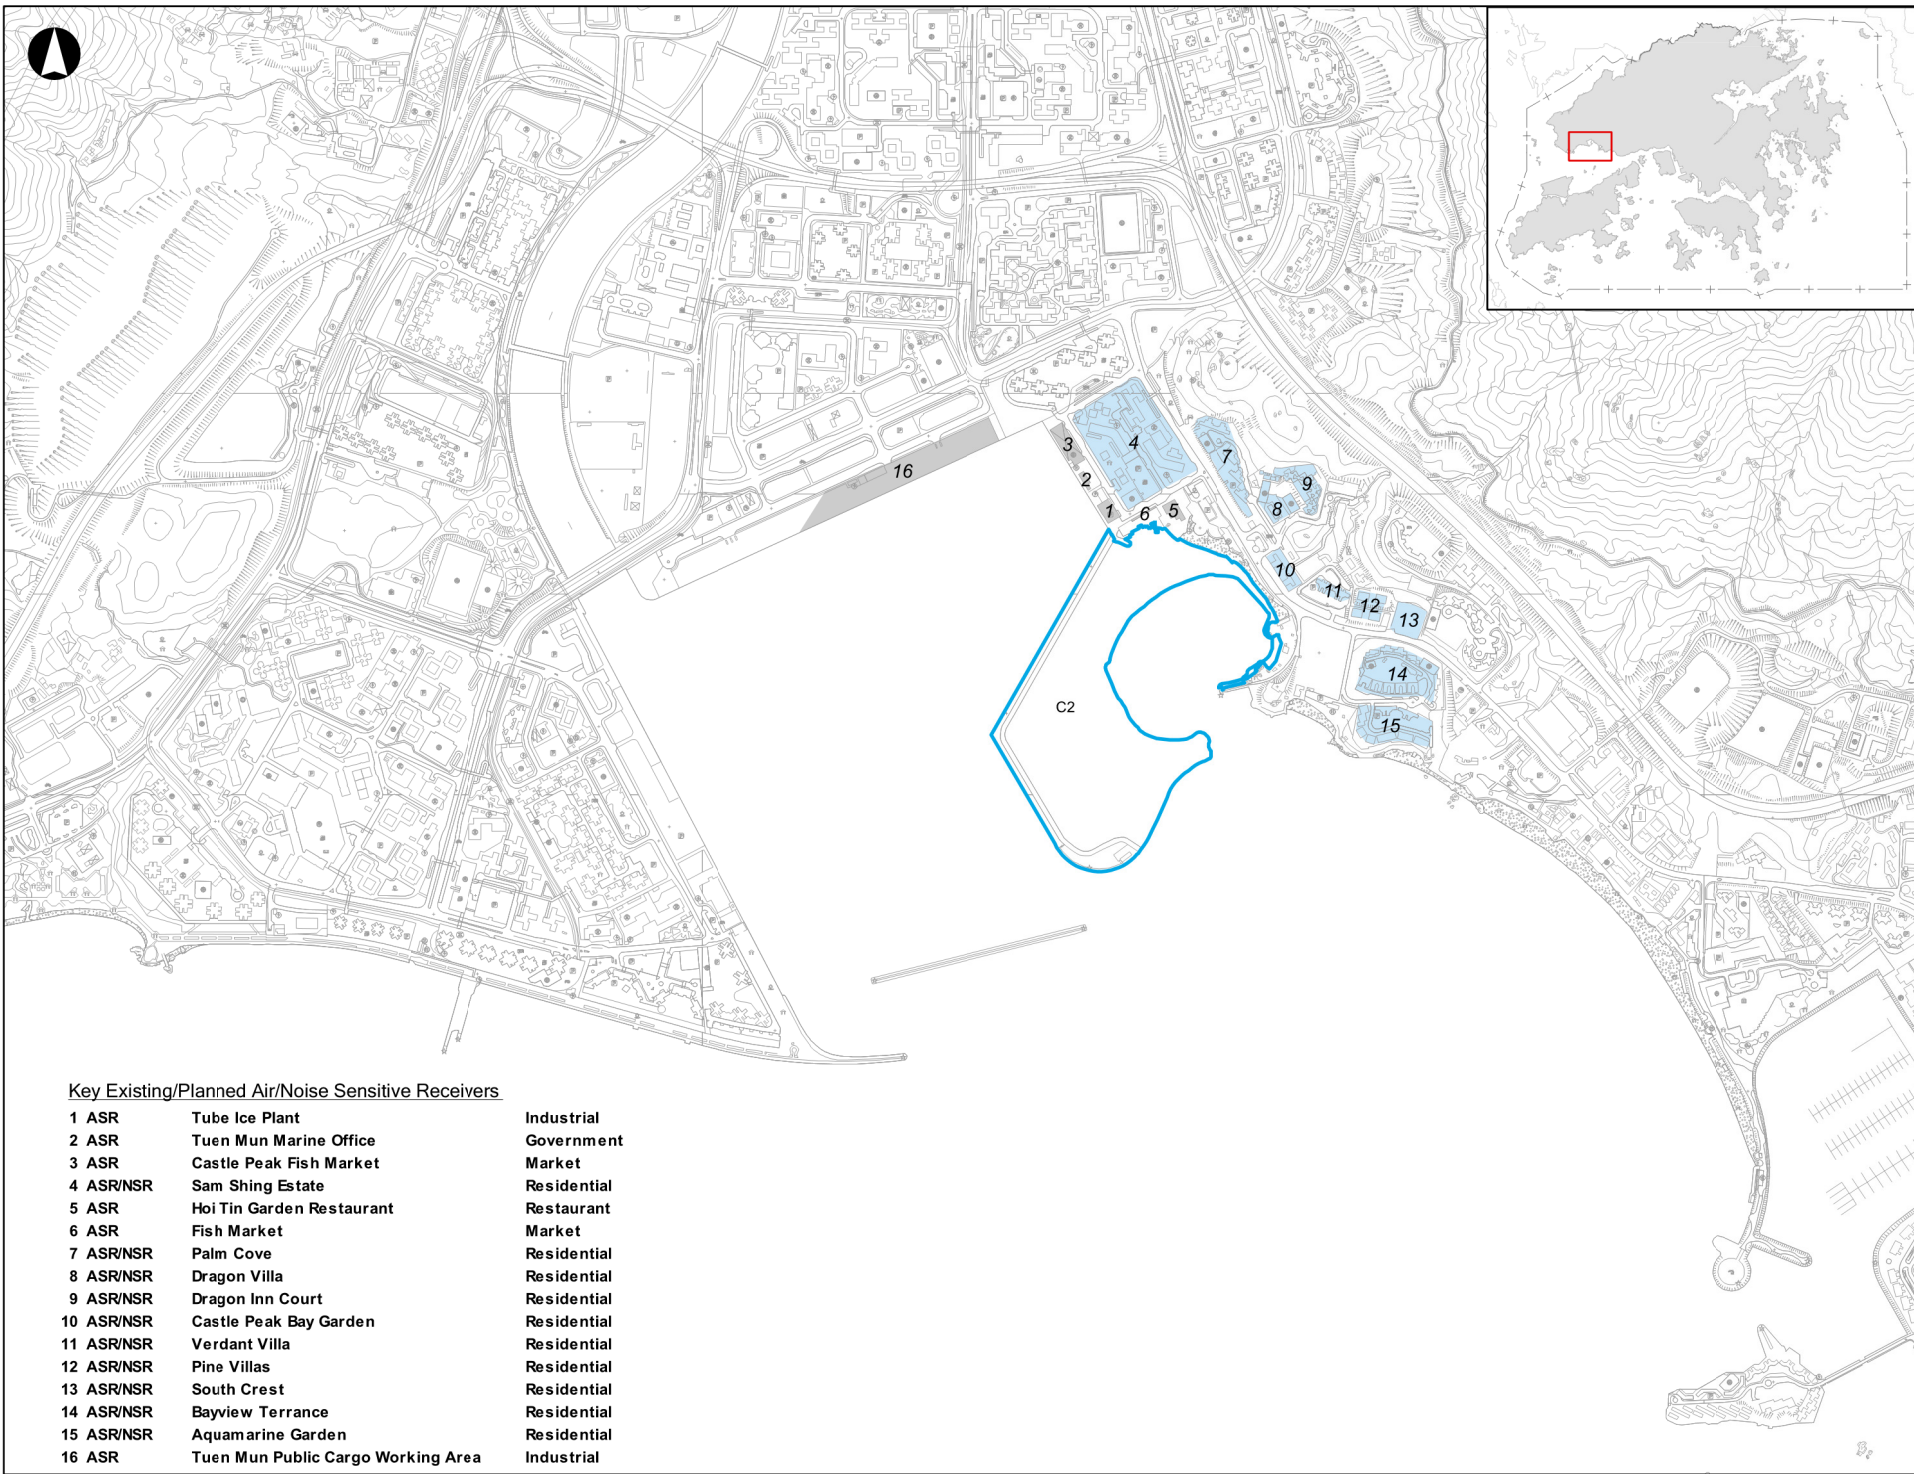 16
3
4
2
1
6
5
7
9
8
10
11
12
13
14
15
C2
Key Existing/Planned Air/Noise Sensitive Receivers
1 ASR Tube Ice Plant Industrial
2 ASR Tuen Mun Marine Office Government
3 ASR Castle Peak Fish Market Market
4 ASR/NSR Sam Shing Estate Residential
5 ASR Hoi Tin Garden Restaurant Restaurant
6 ASR Fish Market Market
7 ASR/NSR Palm Cove Residential
8 ASR/NSR Dragon Villa Residential
9 ASR/NSR Dragon Inn Court Residential
10 ASR/NSR Castle Peak Bay Garden Residential
11 ASR/NSR Verdant Villa Residential
12 ASR/NSR Pine Villas Residential
13 ASR/NSR South Crest Residential
14 ASR/NSR Bayview Terrance Residential
15 ASR/NSR Aquamarine Garden Residential
16 ASR Tuen Mun Public Cargo Working Area Industrial